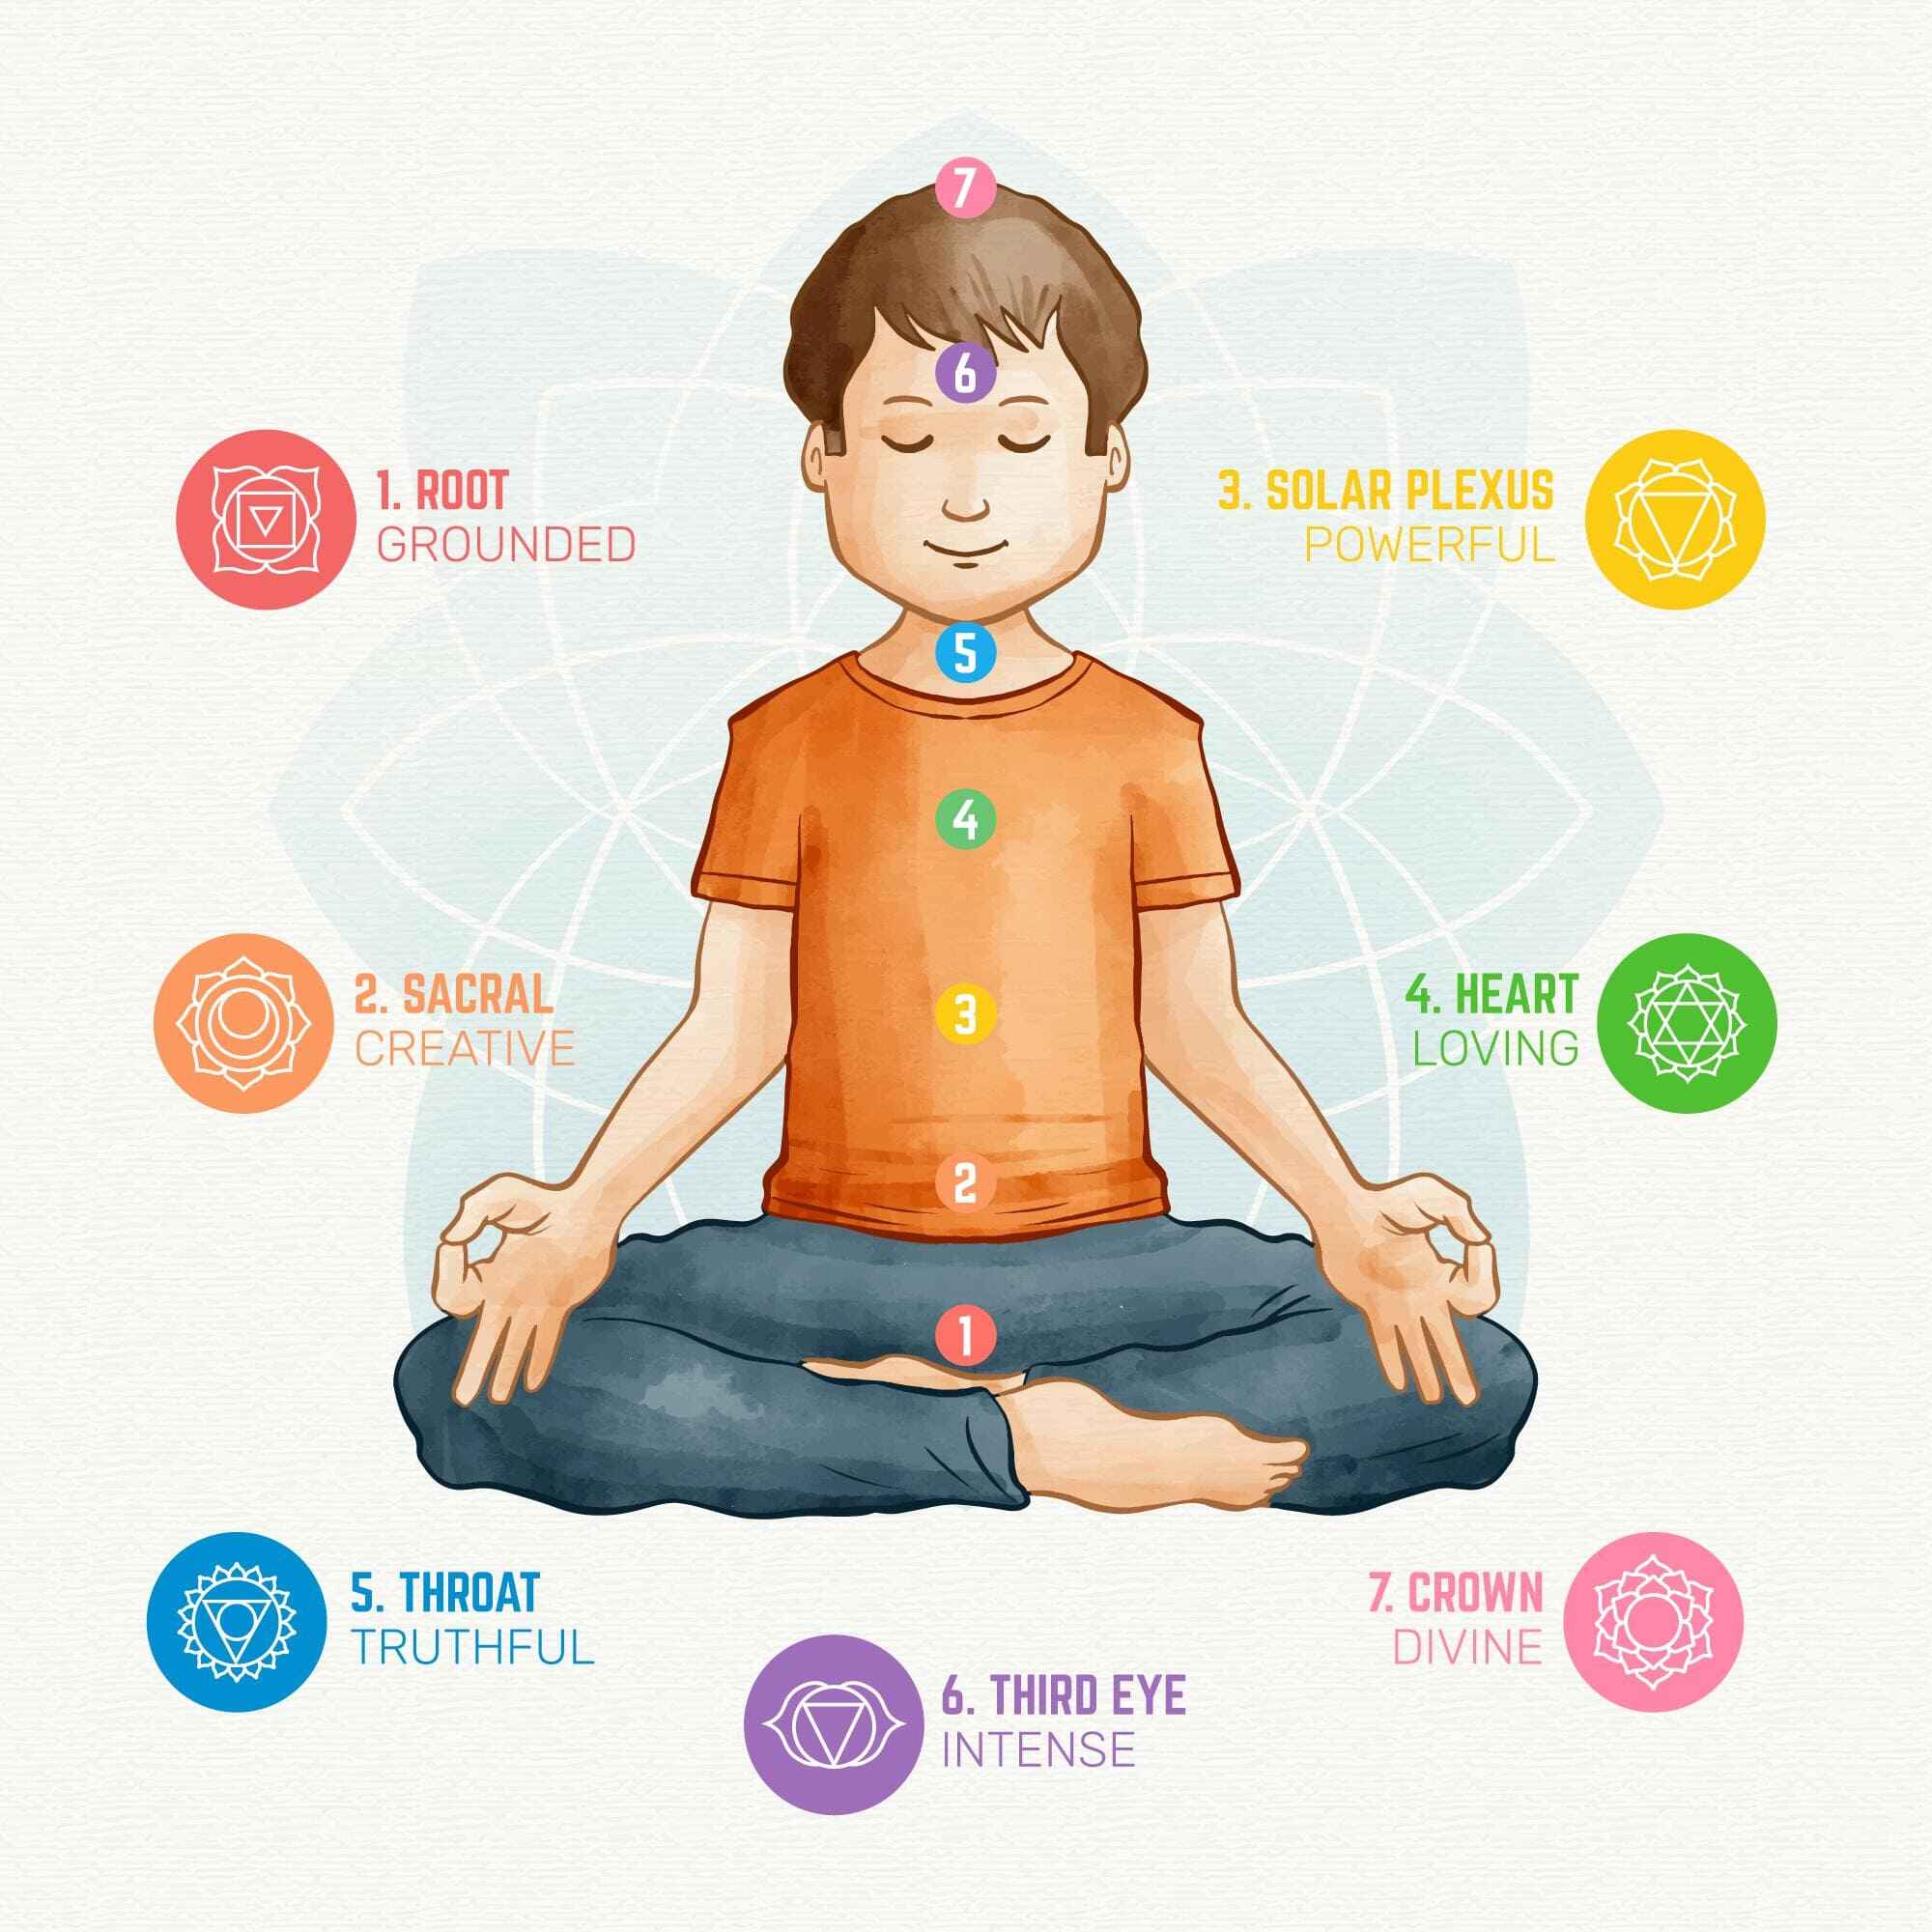 7
6
1. ROOT
GROUNDED
3. SOLAR PLEXUS
POWERFUL
5
4
2. SACRAL
CREATIVE
3
4. HEART
LOVING
2
1
5. THROAT
TRUTHFUL
7. CROWN
DIVINE
6. THIRD EYE
INTENSE